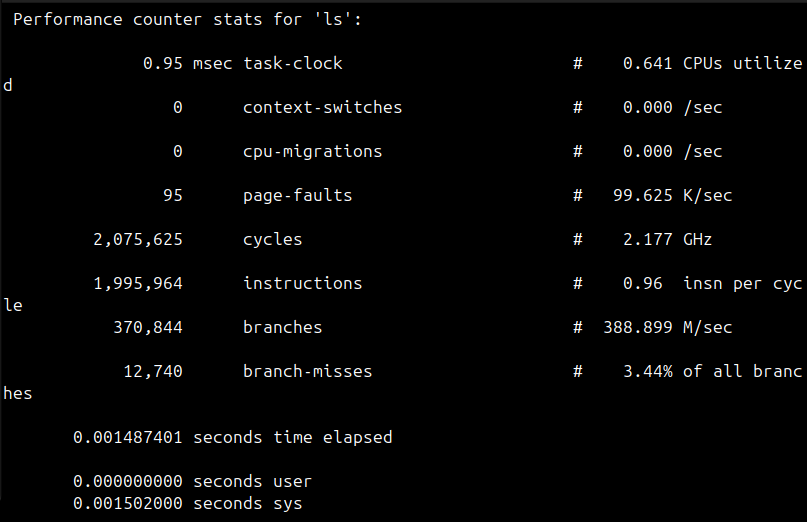 Performance counter stats for 'ls':
0.95 msec task-clock # 0.641 CPUs utilize
d
0 context-switches # 0.000 /sec
0 cpu-migrations # 0.000 /sec
95 page-faults # 99.625 K/sec
2,075,625 cycles # 2.177 GHz
1,995,964 instructions # 0.96 insn per cyc
le
370,844 branches # 388.899 M/sec
12,740 branch-misses # 3.44% of all branc
hes
0.001487401 seconds time elapsed
0.000000000 seconds user
0.001502000 seconds sys